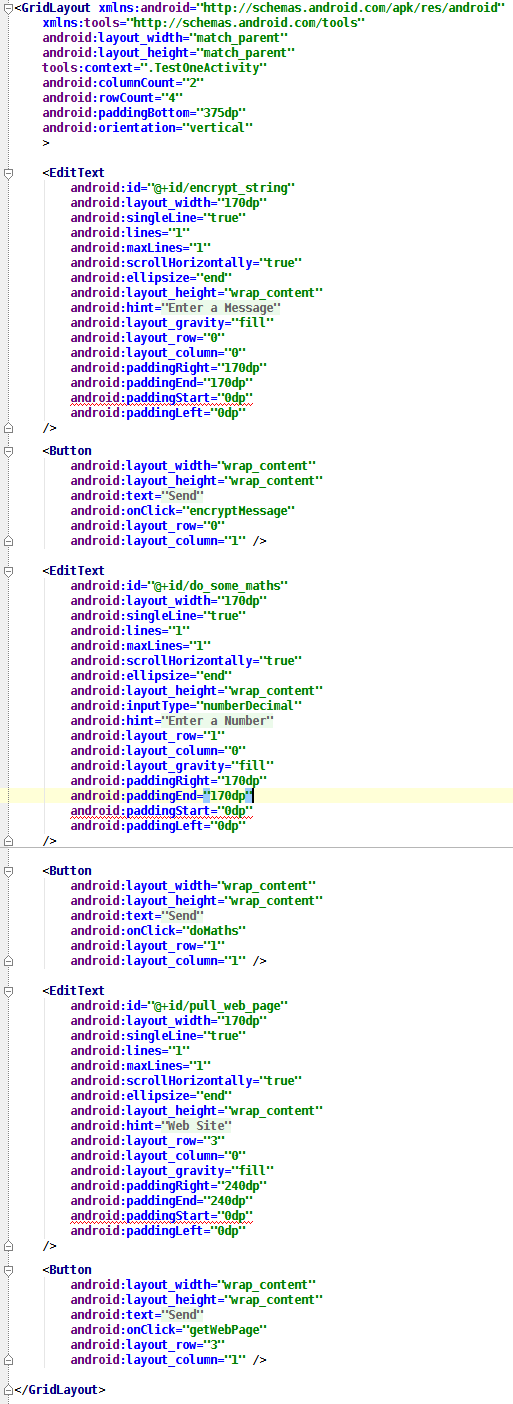 <GridLayout xmlns:android="http://schemas.android.com/apk/res/android"
    xmlns:tools="http://schemas.android.com/tools"
    android:layout_width="match_parent"
    android:layout_height="match_parent"
    tools:context=".TestOneActivity"
    android:columnCount="2"
    android:rowCount="4"
    android:paddingBottom="375dp"
    android:orientation="vertical"
    >

    <EditText
        android:id="@+id/encrypt_string"
        android:layout_width="170dp"
        android:singleLine="true"
        android:lines="1"
        android:maxLines="1"
        android:scrollHorizontally="true"
        android:ellipsize="end"
        android:layout_height="wrap_content"
        android:hint="Enter a Message"
        android:layout_gravity="fill"
        android:layout_row="0"
        android:layout_column="0"
        android:paddingRight="170dp"
        android:paddingEnd="170dp"
        android:paddingStart="0dp"
        android:paddingLeft="0dp"
    />

    <Button
        android:layout_width="wrap_content"
        android:layout_height="wrap_content"
        android:text="Send"
        android:onClick="encryptMessage"
        android:layout_row="0"
        android:layout_column="1" />

    <EditText
        android:id="@+id/do_some_maths"
        android:layout_width="170dp"
        android:singleLine="true"
        android:lines="1"
        android:maxLines="1"
        android:scrollHorizontally="true"
        android:ellipsize="end"
        android:layout_height="wrap_content"
        android:inputType="numberDecimal"
        android:hint="Enter a Number"
        android:layout_row="1"
        android:layout_column="0"
        android:layout_gravity="fill"
        android:paddingRight="170dp"
        android:paddingEnd="170dp"
        android:paddingStart="0dp"
        android:paddingLeft="0dp"
    />

    <Button
        android:layout_width="wrap_content"
        android:layout_height="wrap_content"
        android:text="Send"
        android:onClick="doMaths"
        android:layout_row="1"
        android:layout_column="1" />

    <EditText
        android:id="@+id/pull_web_page"
        android:layout_width="170dp"
        android:singleLine="true"
        android:lines="1"
        android:maxLines="1"
        android:scrollHorizontally="true"
        android:ellipsize="end"
        android:layout_height="wrap_content"
        android:hint="Web Site"
        android:layout_row="3"
        android:layout_column="0"
        android:layout_gravity="fill"
        android:paddingRight="240dp"
        android:paddingEnd="240dp"
        android:paddingStart="0dp"
        android:paddingLeft="0dp"
    />

    <Button
        android:layout_width="wrap_content"
        android:layout_height="wrap_content"
        android:text="Send"
        android:onClick="getWebPage"
        android:layout_row="3"
        android:layout_column="1" />

</GridLayout>